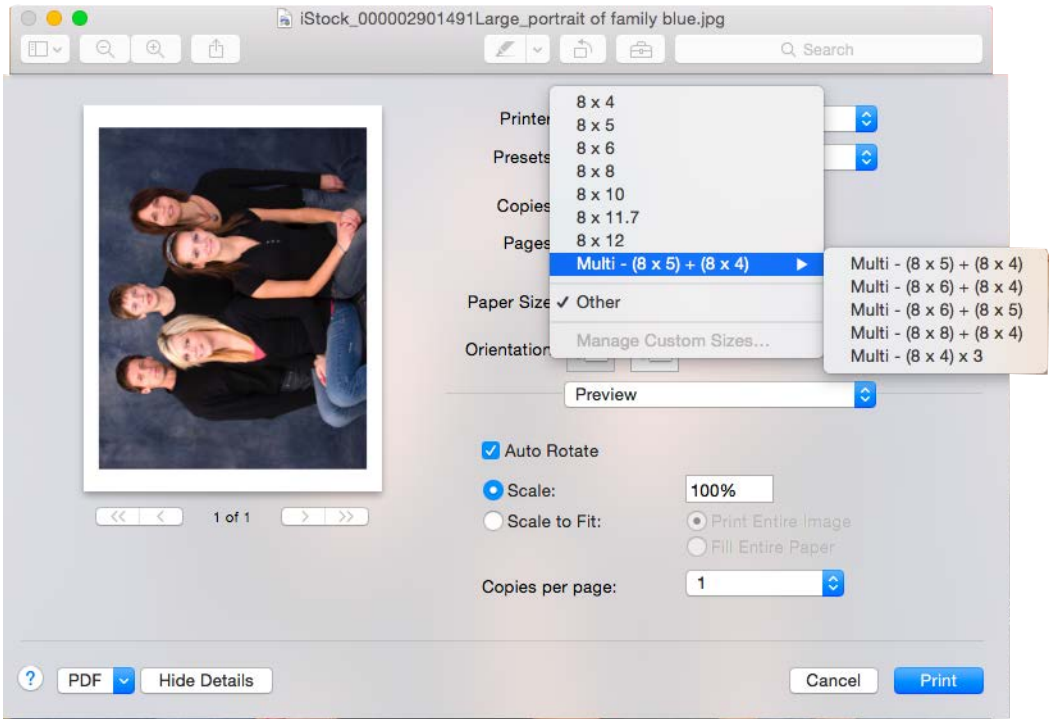 iStock_000002901491Large_portrait of family blue.jpg
Search
Printer
Presets
Copies
Pages
Paper Size
Orientation
8 x 4
8 x 5
8 x 6
8 x 8
8 x 10
8 x 11.7
8 x 12
Multi - (8 x 5) + (8 x 4)
✓ Other
Manage Custom Sizes...
Multi - (8 x 5) + (8 x 4)
Multi - (8 x 6) + (8 x 4)
Multi - (8 x 6) + (8 x 5)
Multi - (8 x 8) + (8 x 4)
Multi - (8 x 4) x 3
Preview
Auto Rotate
Scale: 100%
Scale to Fit: Print Entire Image
Fill Entire Paper
Copies per page: 1
<< < 1 of 1 > >>
? PDF Hide Details Cancel Print